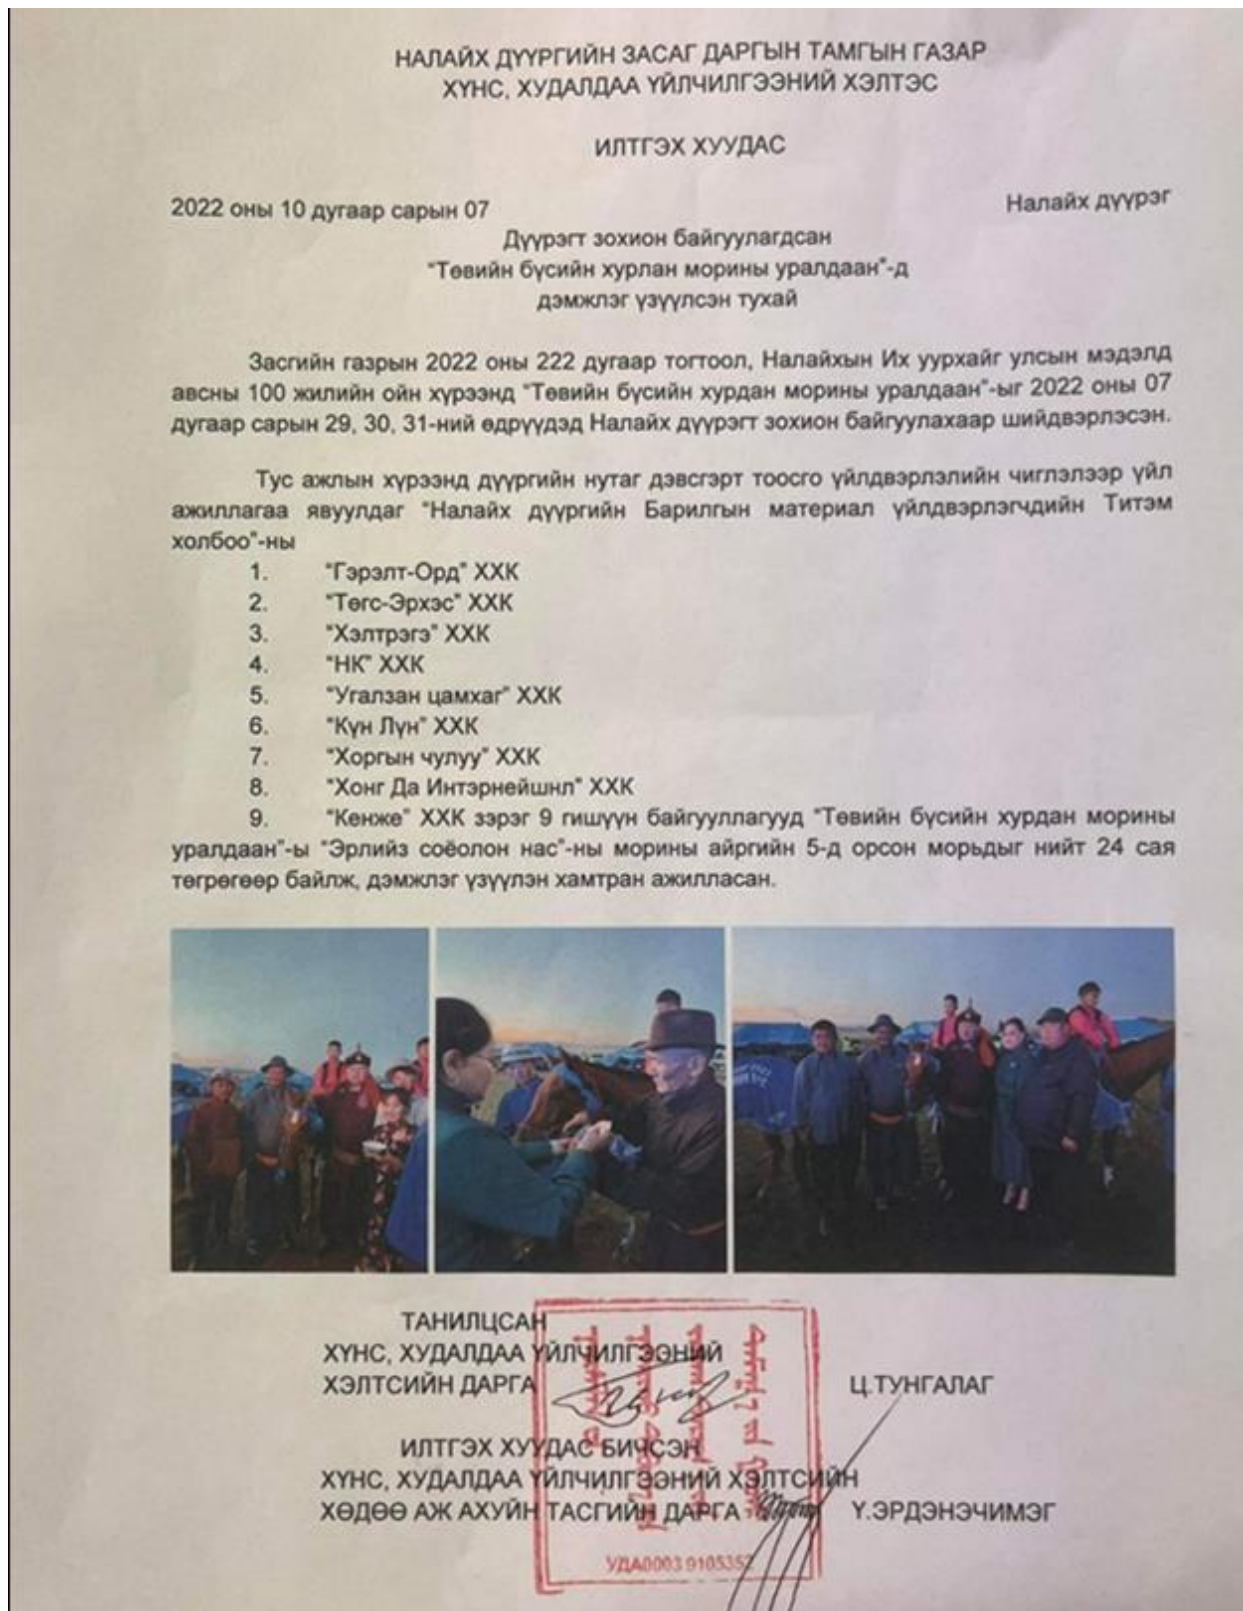 НАЛАЙХ ДҮҮРГИЙН ЗАСАГ ДАРГЫН ТАМГЫН ГАЗАР
ХҮНС, ХУДАЛДАА ҮЙЛЧИЛГЭЭНИЙ ХЭЛТЭС
ИЛТГЭХ ХУУДАС
2022 оны 10 дугаар сарын 07 Налайх дүүрэг
Дүүрэгт зохион байгуулагдсан
“Төвийн бүсийн хурлан морины уралдаан”-д
дэмжлэг үзүүлсэн тухай
Засгийн газрын 2022 оны 222 дугаар тогтоол, Налайхын Их уурхайг улсын мэдэлд
авсны 100 жилийн ойн хүрээнд “Төвийн бүсийн хурдан морины уралдаан”-ыг 2022 оны 07
дугаар сарын 29, 30, 31-ний өдрүүдэд Налайх дүүрэгт зохион байгуулахаар шийдвэрлэсэн.
Тус ажлын хүрээнд дүүргийн нутаг дэвсгэрт тоосго үйлдвэрлэлийн чиглэлээр үйл
ажиллагаа явуулдаг “Налайх дүүргийн Барилгын материал үйлдвэрлэгчдийн Титэм
холбоо”-ны
1. “Гэрэлт-Орд” ХХК
2. “Төгс-Эрхэс” ХХК
3. “Хэлтрэгэ” ХХК
4. “НК” ХХК
5. “Угалзан цамхаг” ХХК
6. “Күн Лүн” ХХК
7. “Хоргын чулуу” ХХК
8. “Хонг Да Интэрнейшнл” ХХК
9. “Кенже” ХХК зэрэг 9 гишүүн байгууллагууд “Төвийн бүсийн хурдан морины
уралдаан”-ы “Эрлийз соёолон нас”-ны морины айргийн 5-д орсон морьдыг нийт 24 сая
төгрөгөөр байлж, дэмжлэг үзүүлэн хамтран ажилласан.
ТАНИЛЦСАН
ХҮНС, ХУДАЛДАА ҮЙЛЧИЛГЭЭНИЙ
ХЭЛТСИЙН ДАРГА Ц.ТУНГАЛАГ
ИЛТГЭХ ХУУДАС БИЧСЭН
ХҮНС, ХУДАЛДАА ҮЙЛЧИЛГЭЭНИЙ ХЭЛТСИЙН
ХӨДӨӨ АЖ АХУЙН ТАСГИЙН ДАРГА Ү.ЭРДЭНЭЧИМЭГ
УДА0003 9105352